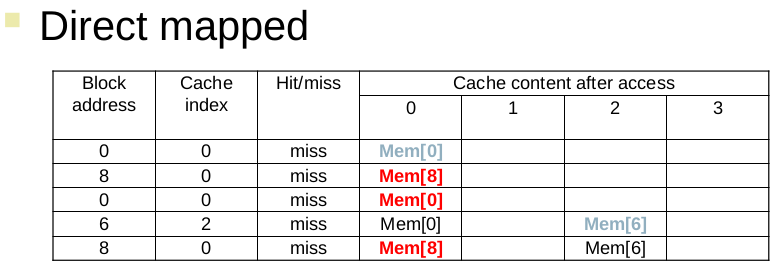 Direct mapped
Block address Cache index Hit/miss Cache content after access
0 1 2 3
0 0 miss Mem[0]
8 0 miss Mem[8]
0 0 miss Mem[0]
6 2 miss Mem[0] Mem[6]
8 0 miss Mem[8] Mem[6]